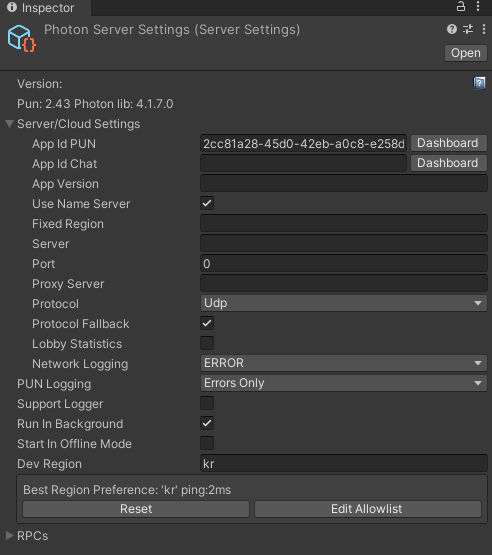 Inspector
Photon Server Settings (Server Settings)
Open
Version:
Pun: 2.43 Photon lib: 4.1.7.0
Server/Cloud Settings
App Id PUN 2cc81a28-45d0-42eb-a0c8-e258d Dashboard
App Id Chat Dashboard
App Version
Use Name Server
Fixed Region
Server
Port 0
Proxy Server
Protocol Udp
Protocol Fallback
Lobby Statistics
Network Logging ERROR
PUN Logging Errors Only
Support Logger
Run In Background
Start In Offline Mode
Dev Region kr
Best Region Preference: 'kr' ping:2ms
Reset Edit Allowlist
RPCs